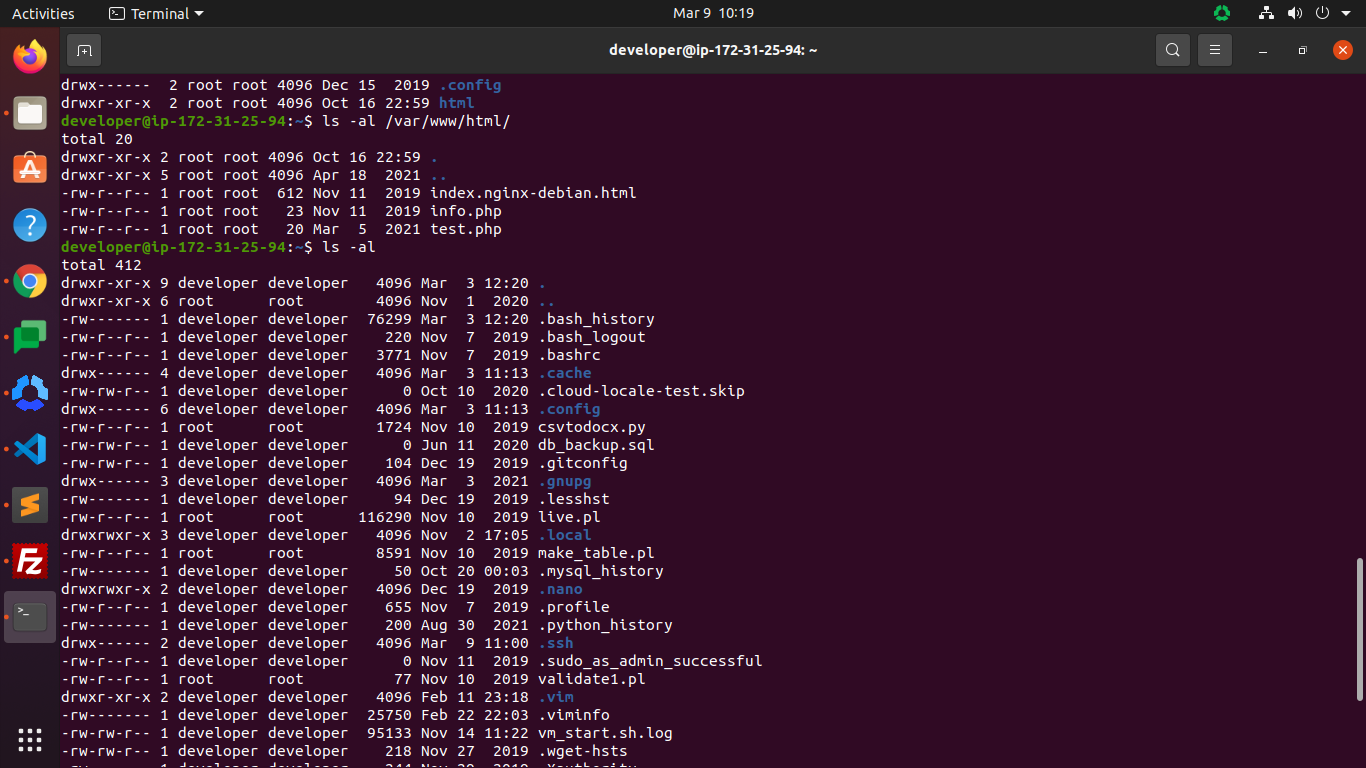 Activities Terminal Mar 9 10:19
developer@ip-172-31-25-94: ~
drwx------  2 root root 4096 Dec 15  2019 .config
drwxr-xr-x  2 root root 4096 Oct 16 22:59 html
developer@ip-172-31-25-94:~$ ls -al /var/www/html/
total 20
drwxr-xr-x 2 root root 4096 Oct 16 22:59 .
drwxr-xr-x 5 root root 4096 Apr 18  2021 ..
-rw-r--r-- 1 root root  612 Nov 11  2019 index.nginx-debian.html
-rw-r--r-- 1 root root   23 Nov 11  2019 info.php
-rw-r--r-- 1 root root   20 Mar  5  2021 test.php
developer@ip-172-31-25-94:~$ ls -al
total 412
drwxr-xr-x 9 developer developer   4096 Mar  3 12:20 .
drwxr-xr-x 6 root      root        4096 Nov  1  2020 ..
-rw------- 1 developer developer  76299 Mar  3 12:20 .bash_history
-rw-r--r-- 1 developer developer    220 Nov  7  2019 .bash_logout
-rw-r--r-- 1 developer developer   3771 Nov  7  2019 .bashrc
drwx------ 4 developer developer   4096 Mar  3 11:13 .cache
-rw-rw-r-- 1 developer developer      0 Oct 10  2020 .cloud-locale-test.skip
drwx------ 6 developer developer   4096 Mar  3 11:13 .config
-rw-r--r-- 1 root      root        1724 Nov 10  2019 csvtodocx.py
-rw-rw-r-- 1 developer developer      0 Jun 11  2020 db_backup.sql
-rw-rw-r-- 1 developer developer    104 Dec 19  2019 .gitconfig
drwx------ 3 developer developer   4096 Mar  3  2021 .gnupg
-rw------- 1 developer developer     94 Dec 19  2019 .lesshst
-rw-r--r-- 1 root      root      116290 Nov 10  2019 live.pl
drwxrwxr-x 3 developer developer   4096 Nov  2 17:05 .local
-rw-r--r-- 1 root      root        8591 Nov 10  2019 make_table.pl
-rw------- 1 developer developer     50 Oct 20 00:03 .mysql_history
drwxrwxr-x 2 developer developer   4096 Dec 19  2019 .nano
-rw-r--r-- 1 developer developer    655 Nov  7  2019 .profile
-rw------- 1 developer developer    200 Aug 30  2021 .python_history
drwx------ 2 developer developer   4096 Mar  9 11:00 .ssh
-rw-r--r-- 1 developer developer      0 Nov 11  2019 .sudo_as_admin_successful
-rw-r--r-- 1 root      root          77 Nov 10  2019 validate1.pl
drwxr-xr-x 2 developer developer   4096 Feb 11 23:18 .vim
-rw------- 1 developer developer  25750 Feb 22 22:03 .viminfo
-rw-rw-r-- 1 developer developer  95133 Nov 14 11:22 vm_start.sh.log
-rw-rw-r-- 1 developer developer    218 Nov 27  2019 .wget-hsts